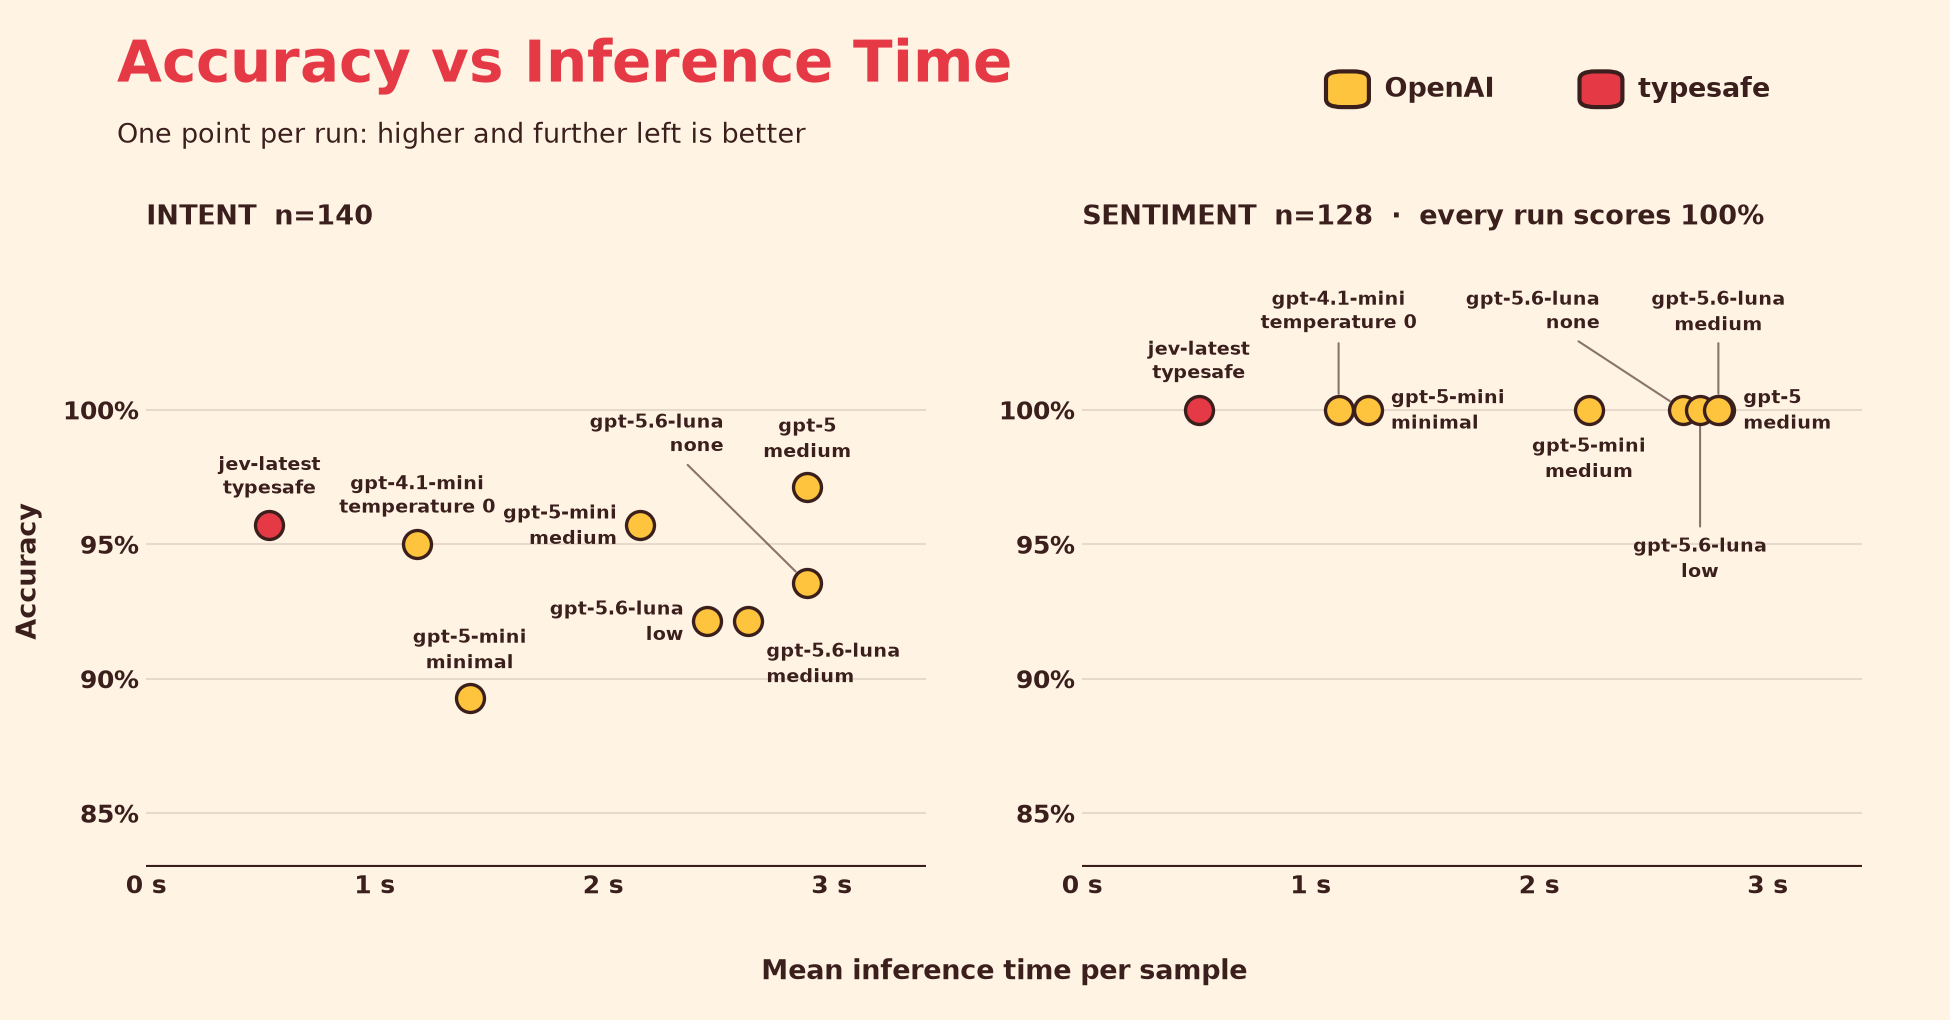 Accuracy vs Inference Time
One point per run: higher and further left is better
OpenAI
typesafe
INTENT n=140
Accuracy
100%
95%
90%
85%
jev-latest
typesafe
gpt-4.1-mini
temperature 0
gpt-5-mini
minimal
gpt-5-mini
medium
gpt-5.6-luna
none
gpt-5
medium
gpt-5.6-luna
low
gpt-5.6-luna
medium
0 s
1 s
2 s
3 s
SENTIMENT n=128 · every run scores 100%
100%
95%
90%
85%
jev-latest
typesafe
gpt-4.1-mini
temperature 0
gpt-5-mini
minimal
gpt-5.6-luna
none
gpt-5.6-luna
medium
gpt-5
medium
gpt-5-mini
medium
gpt-5.6-luna
low
0 s
1 s
2 s
3 s
Mean inference time per sample